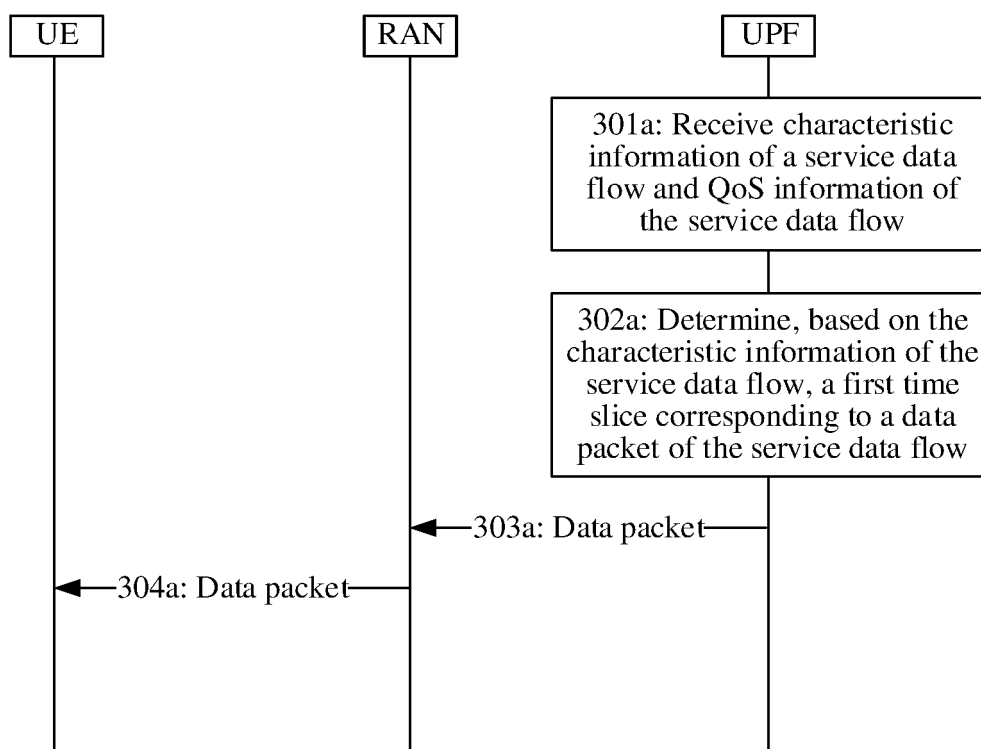 UE
RAN
UPF
301a: Receive characteristic
information of a service data
flow and QoS information of
the service data flow
302a: Determine, based on the
characteristic information of the
service data flow, a first time
slice corresponding to a data
packet of the service data flow
303a: Data packet
304a: Data packet